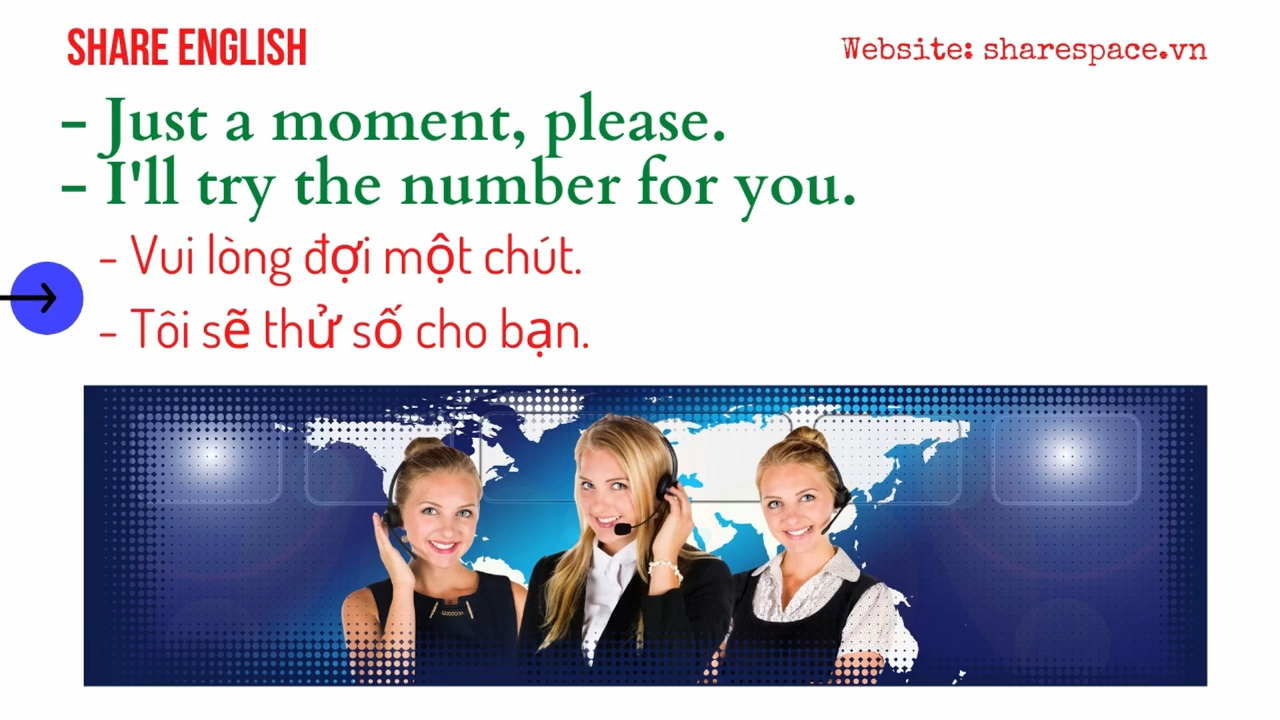 SHARE ENGLISH
Website: sharespace.vn
- Just a moment, please.
- I'll try the number for you.
- Vui lòng đợi một chút.
- Tôi sẽ thử số cho bạn.